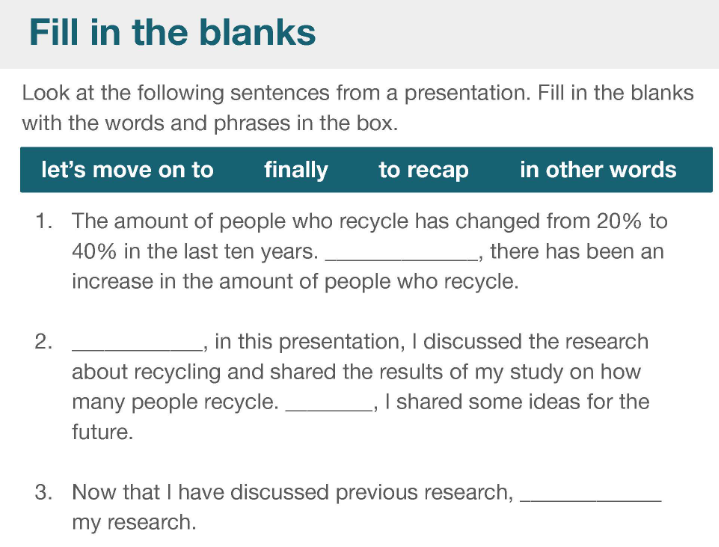 Fill in the blanks
Look at the following sentences from a presentation. Fill in the blanks
with the words and phrases in the box.
let's move on to finally to recap in other words
1. The amount of people who recycle has changed from 20% to
40% in the last ten years. ______________, there has been an
increase in the amount of people who recycle.
2. ____________, in this presentation, I discussed the research
about recycling and shared the results of my study on how
many people recycle. ________, I shared some ideas for the
future.
3. Now that I have discussed previous research, _____________
my research.